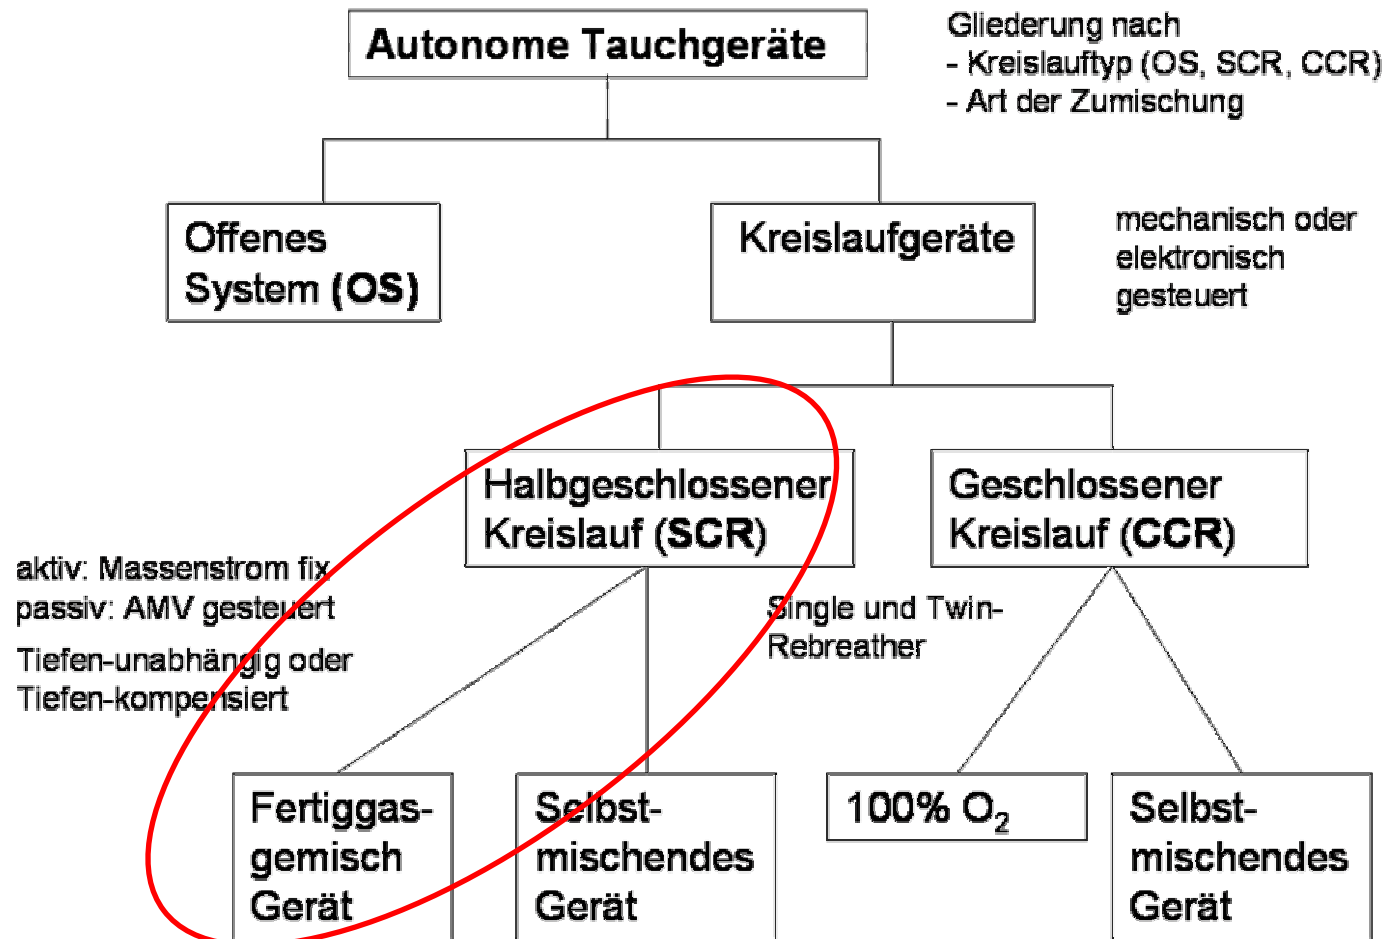 Autonome Tauchgeräte
Gliederung nach
- Kreislauftyp (OS, SCR, CCR)
- Art der Zumischung
Offenes
System (OS)
Kreislaufgeräte
mechanisch oder
elektronisch
gesteuert
Halbgeschlossener
Kreislauf (SCR)
Geschlossener
Kreislauf (CCR)
aktiv: Massenstrom fix
passiv: AMV gesteuert
Tiefen-unabhängig oder
Tiefen-kompensiert
Single und Twin-
Rebreather
Fertiggas-
gemisch
Gerät
Selbst-
mischendes
Gerät
100% O₂
Selbst-
mischendes
Gerät